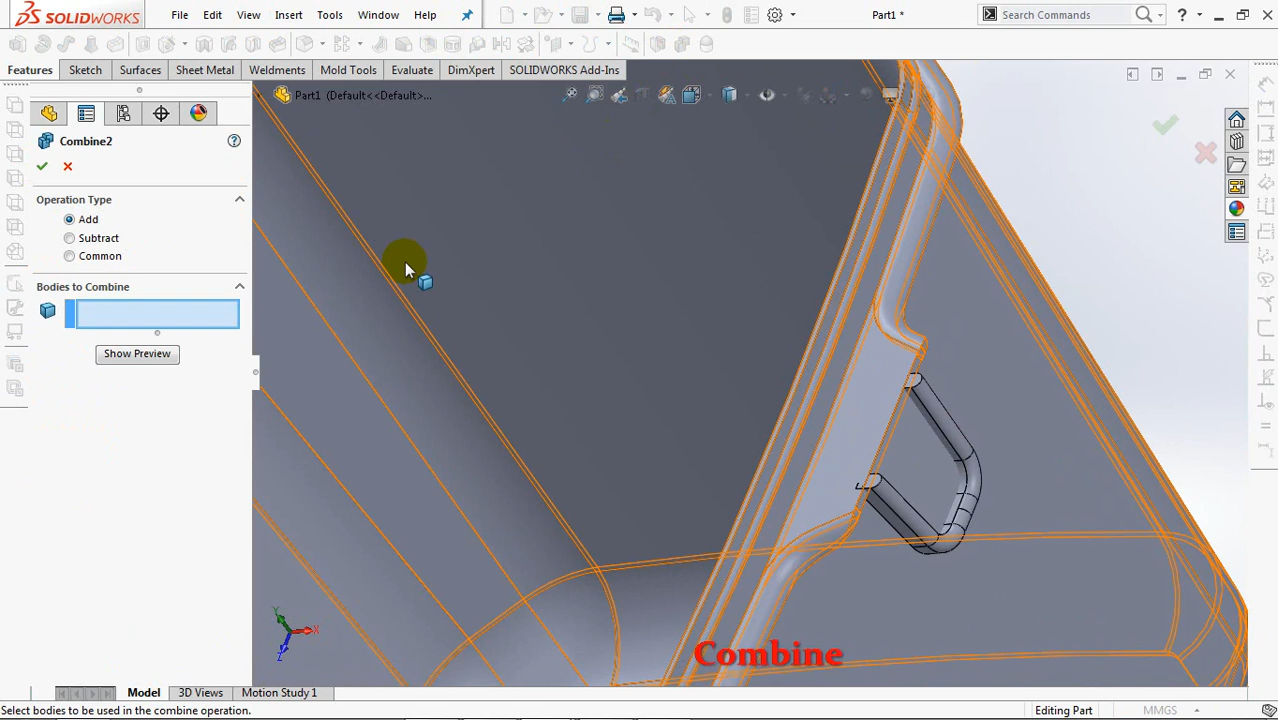 SOLIDWORKS
File Edit View Insert Tools Window Help
Part1 *
Search Commands
?
Features Sketch Surfaces Sheet Metal Weldments Mold Tools Evaluate DimXpert SOLIDWORKS Add-Ins
Part1 (Default<<Default>...
Combine2
?
Operation Type
Add
Subtract
Common
Bodies to Combine
Show Preview
Y
X
Z
Combine
Model 3D Views Motion Study 1
Select bodies to be used in the combine operation.
Editing Part
MMGS